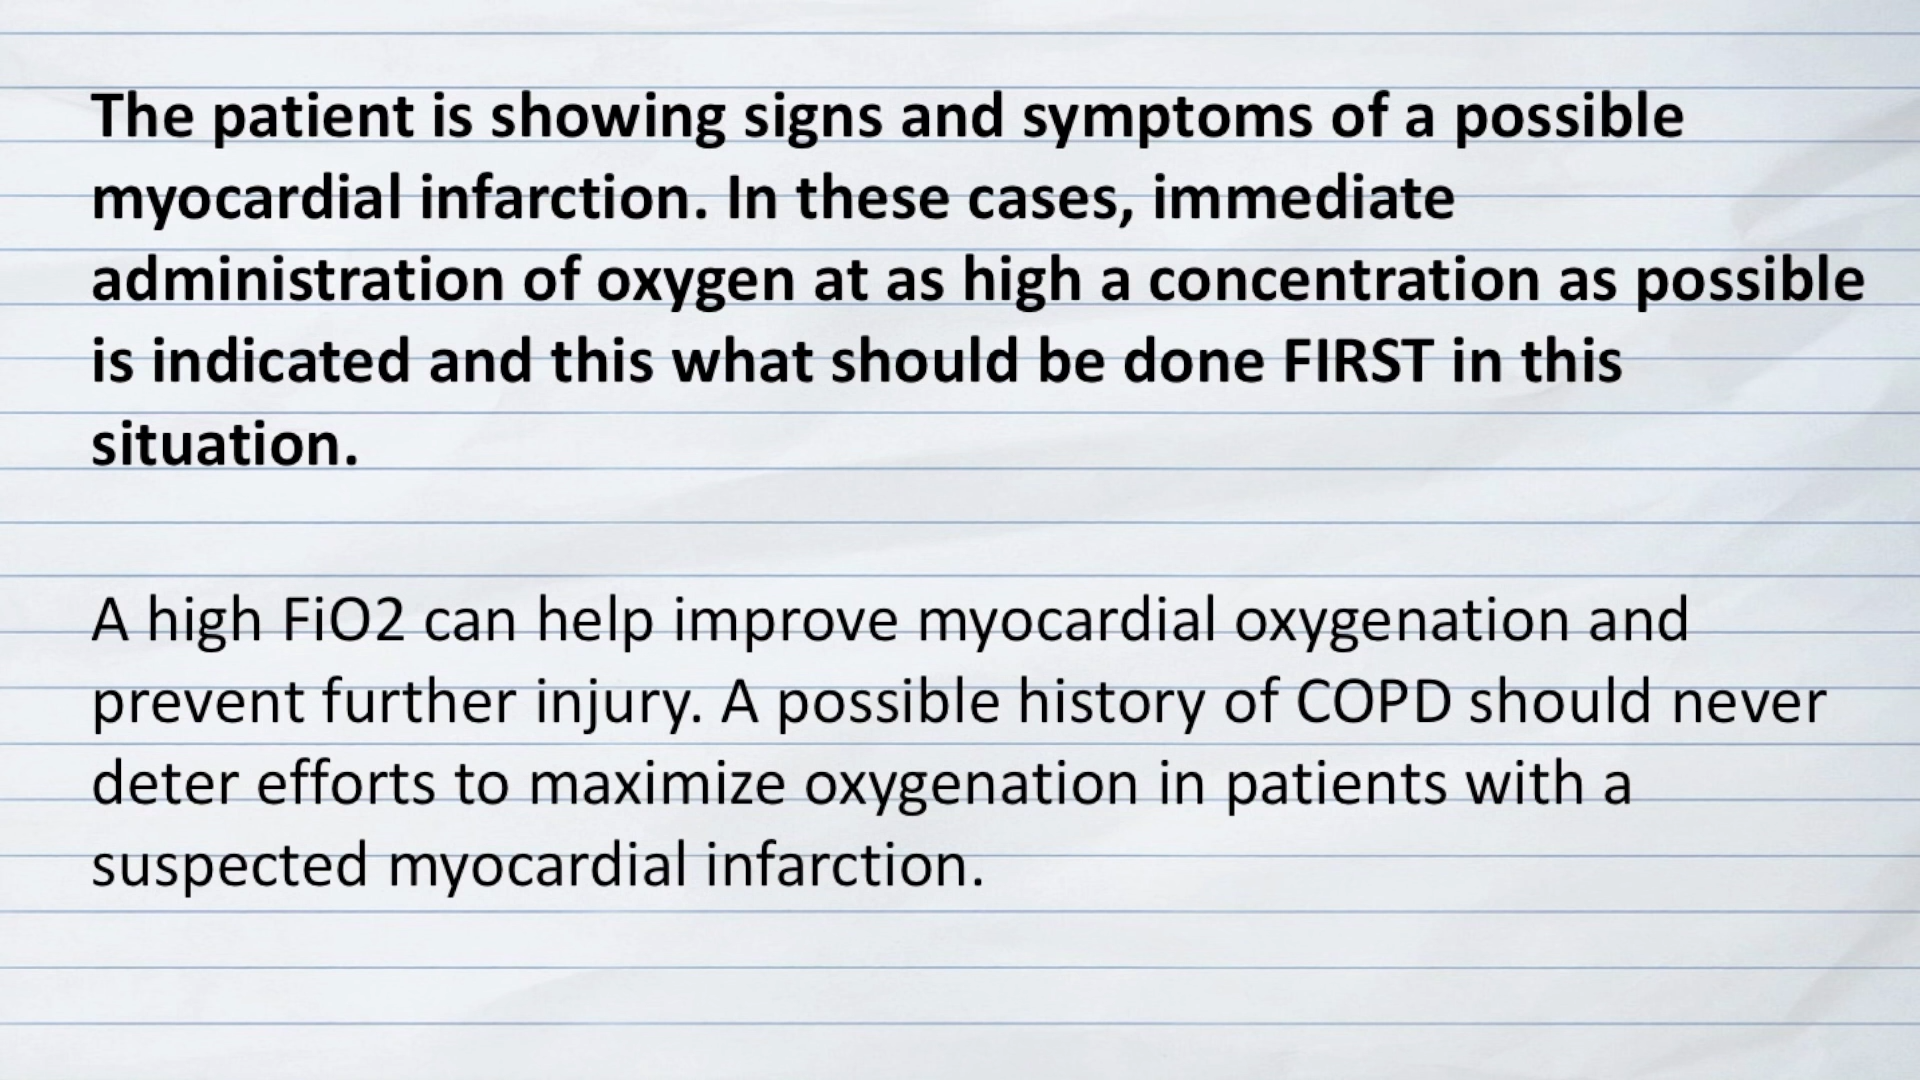 The patient is showing signs and symptoms of a possible
myocardial infarction. In these cases, immediate
administration of oxygen at as high a concentration as possible
is indicated and this what should be done FIRST in this
situation.
A high FiO2 can help improve myocardial oxygenation and
prevent further injury. A possible history of COPD should never
deter efforts to maximize oxygenation in patients with a
suspected myocardial infarction.